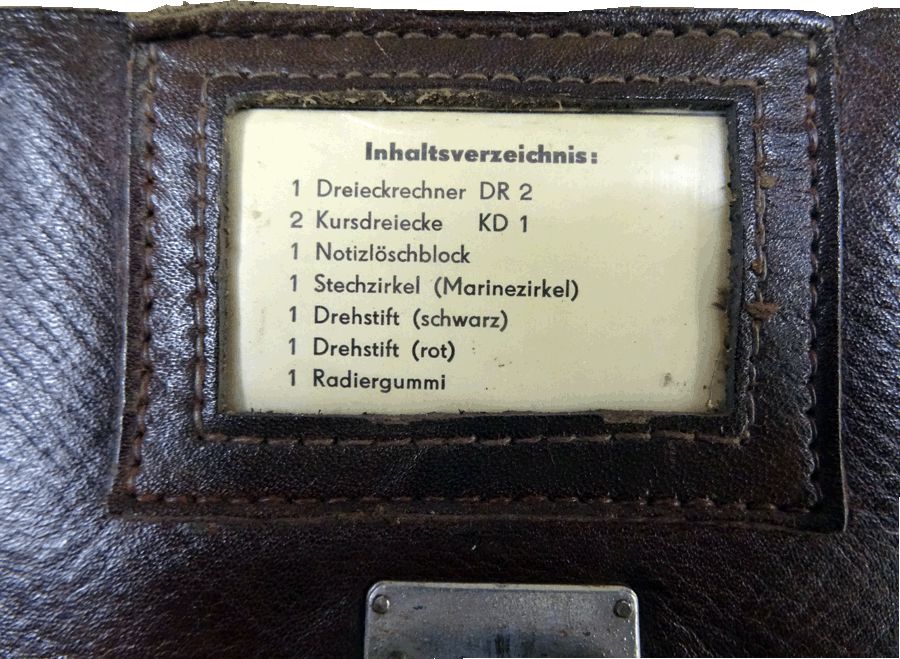 Inhaltsverzeichnis:
1 Dreieckrechner DR 2
2 Kursdreiecke KD 1
1 Notizlöschblock
1 Stechzirkel (Marinezirkel)
1 Drehstift (schwarz)
1 Drehstift (rot)
1 Radiergummi